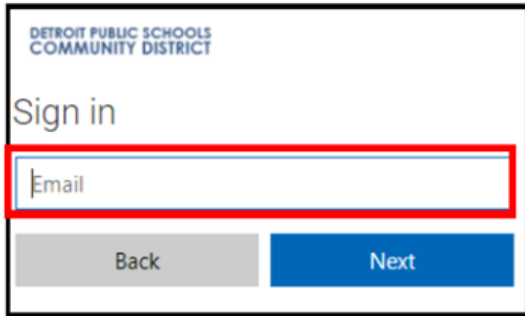 DETROIT PUBLIC SCHOOLS
COMMUNITY DISTRICT
Sign in
Email
Back
Next